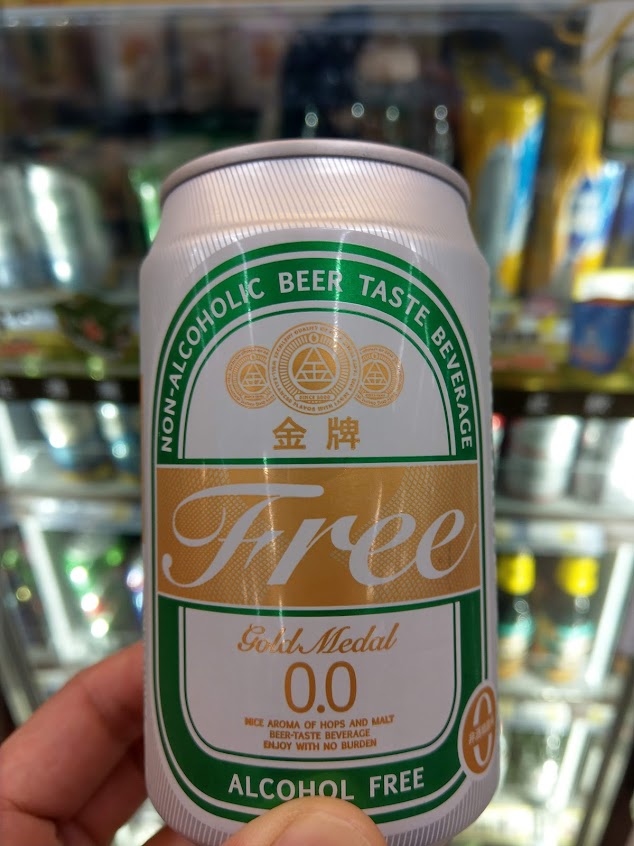 NON-ALCOHOLIC BEER TASTE BEVERAGE
金牌
Free
Gold Medal
0.0
NICE AROMA OF HOPS AND MALT
BEER-TASTE BEVERAGE
ENJOY WITH NO BURDEN
ALCOHOL FREE